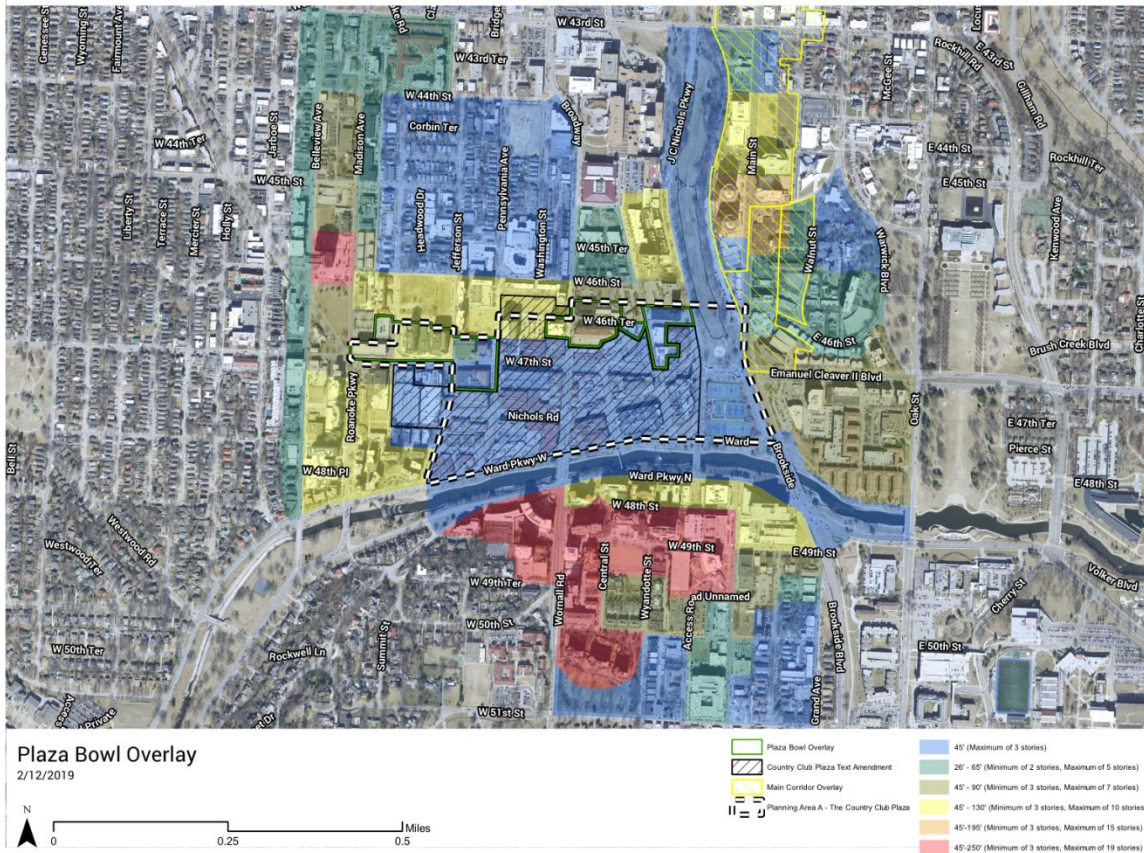 Genessee St
Wyoming St
Fairmount Ave
W 43rd St
W 43rd Ter
W 44th St
Corbin Ter
Broadway
J C Nichols Pkwy
Main St
McGee St
Rockhill Rd
E 43rd St
Gillham Rd
Rockhill Ter
E 44th St
E 45th St
Kenwood Ave
W 44th Ter
W 45th St
Jarboe St
Belleview Ave
Madison Ave
Liberty St
Terrace St
Mercier St
Holly St
Headwood Dr
Jefferson St
Pennsylvania Ave
Washington St
W 45th Ter
W 46th St
W 46th Ter
Walnut St
Warwick Blvd
E 46th St
Charlotte St
Brush Creek Blvd
W 47th St
Emanuel Cleaver II Blvd
Roanoke Pkwy
Nichols Rd
Oak St
E 47th Ter
Pierce St
Bell St
W 48th Pl
Ward Pkwy W
Ward
Brookside
Ward Pkwy N
E 48th St
W 48th St
Westwood Rd
Westwood Ter
W 49th St
E 49th St
W 49th Ter
Central St
Wyandotte St
Access Road Unnamed
Volker Blvd
Cherry St
W 50th St
Wornall Rd
W 50th Ter
Rockwell Ln
Summit St
Brookside Blvd
E 50th St
Grand Ave
W 51st St
Access
Private
Plaza Bowl Overlay
2/12/2019
N
Miles
0
0.25
0.5
Plaza Bowl Overlay
Country Club Plaza Text Amendment
Main Corridor Overlay
Planning Area A - The Country Club Plaza
45' (Maximum of 3 stories)
26' - 65' (Minimum of 2 stories, Maximum of 5 stories)
45' - 90' (Minimum of 3 stories, Maximum of 7 stories)
45' - 130' (Minimum of 3 stories, Maximum of 10 stories
45'-195' (Minimum of 3 stories, Maximum of 15 stories)
45'-250' (Minimum of 3 stories, Maximum of 19 stories)